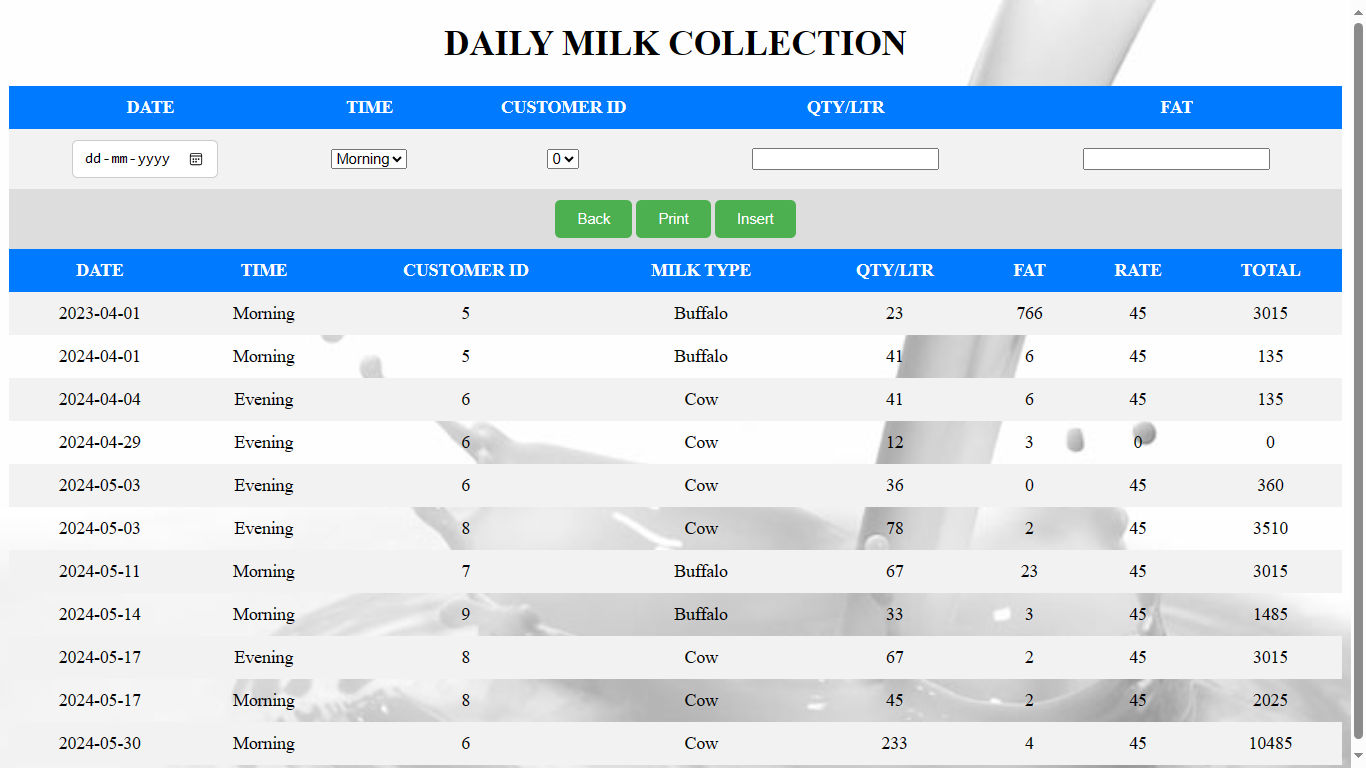 DAILY MILK COLLECTION
DATE TIME CUSTOMER ID QTY/LTR FAT
dd-mm-yyyy Morning 0
Back Print Insert
DATE TIME CUSTOMER ID MILK TYPE QTY/LTR FAT RATE TOTAL
2023-04-01 Morning 5 Buffalo 23 766 45 3015
2024-04-01 Morning 5 Buffalo 41 6 45 135
2024-04-04 Evening 6 Cow 41 6 45 135
2024-04-29 Evening 6 Cow 12 3 0 0
2024-05-03 Evening 6 Cow 36 0 45 360
2024-05-03 Evening 8 Cow 78 2 45 3510
2024-05-11 Morning 7 Buffalo 67 23 45 3015
2024-05-14 Morning 9 Buffalo 33 3 45 1485
2024-05-17 Evening 8 Cow 67 2 45 3015
2024-05-17 Morning 8 Cow 45 2 45 2025
2024-05-30 Morning 6 Cow 233 4 45 10485